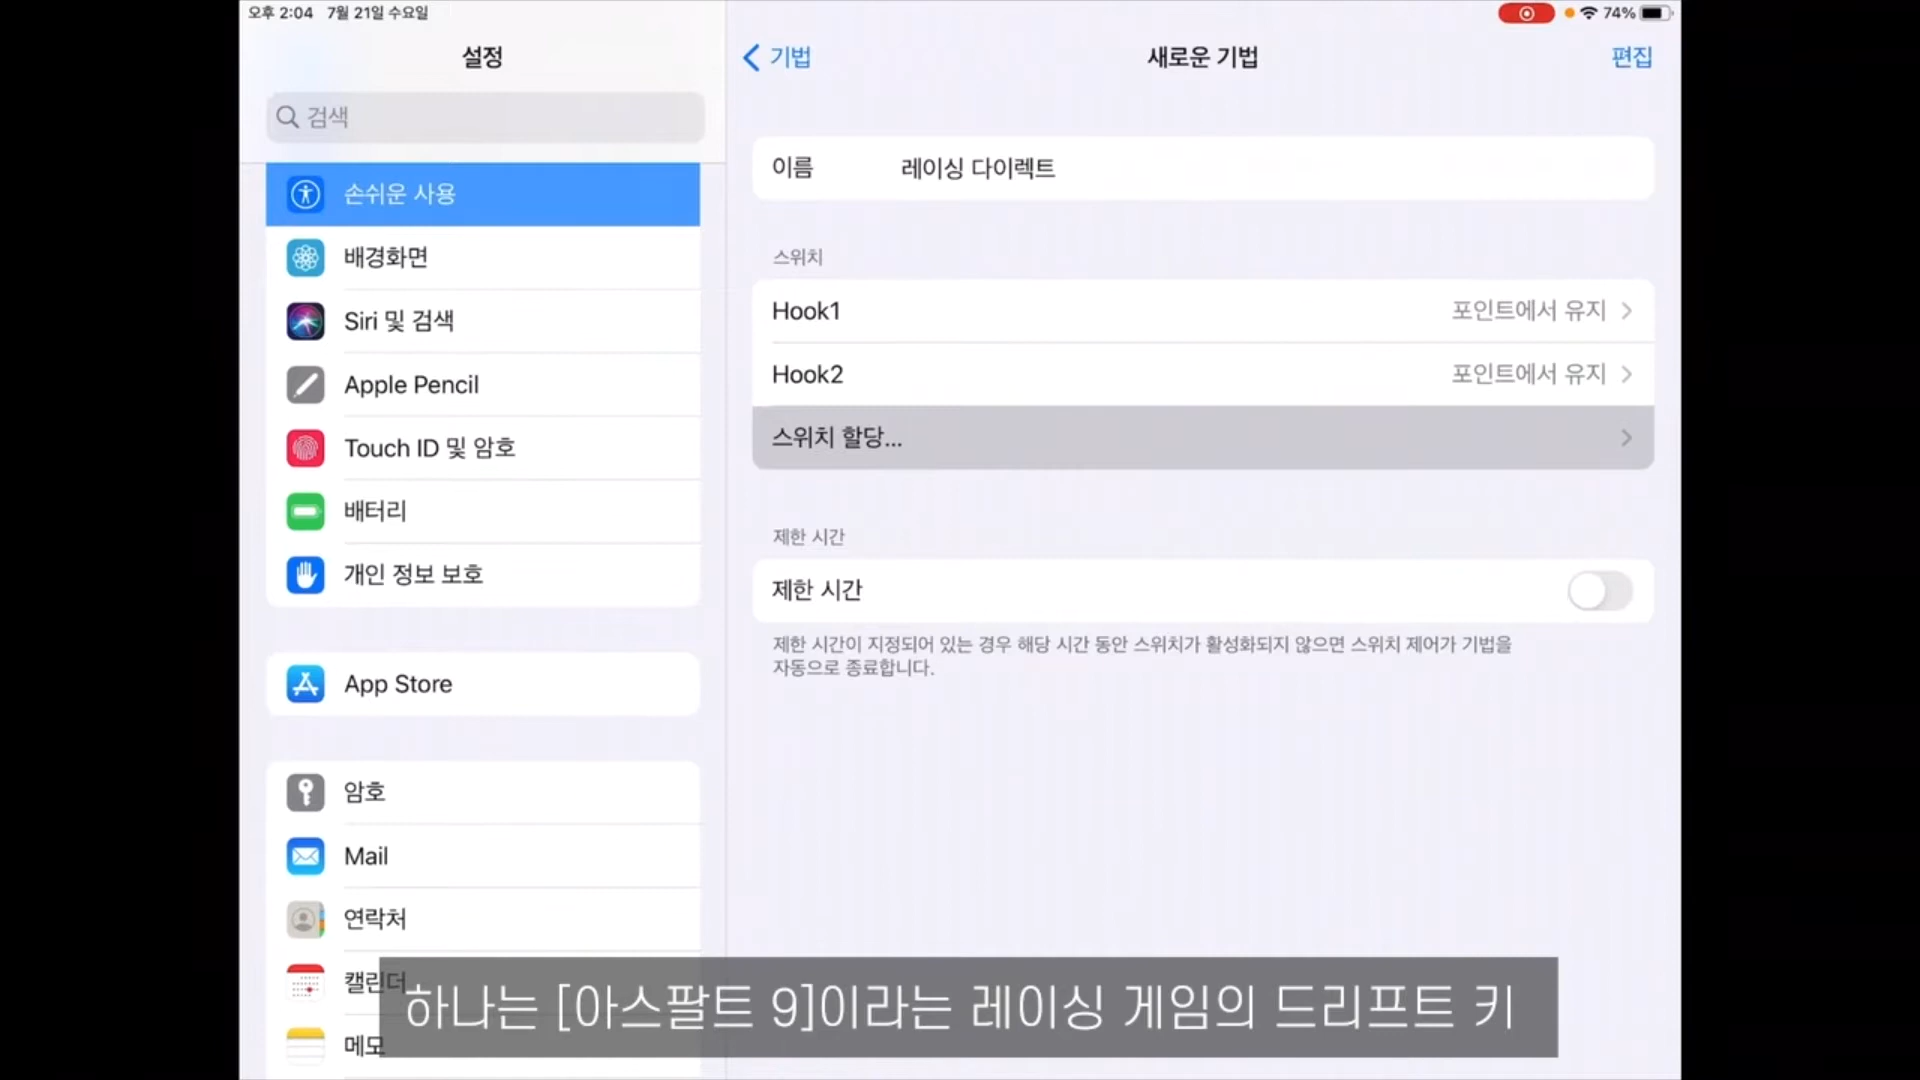 오후 2:04 7월 21일 수요일
74%
설정
검색
손쉬운 사용
배경화면
Siri 및 검색
Apple Pencil
Touch ID 및 암호
배터리
개인 정보 보호
App Store
암호
Mail
연락처
캘린더
메모
기법
새로운 기법
편집
이름 레이싱 다이렉트
스위치
Hook1 포인트에서 유지
Hook2 포인트에서 유지
스위치 할당...
제한 시간
제한 시간
제한 시간이 지정되어 있는 경우 해당 시간 동안 스위치가 활성화되지 않으면 스위치 제어가 기법을
자동으로 종료합니다.
하나는 [아스팔트 9]이라는 레이싱 게임의 드리프트 키